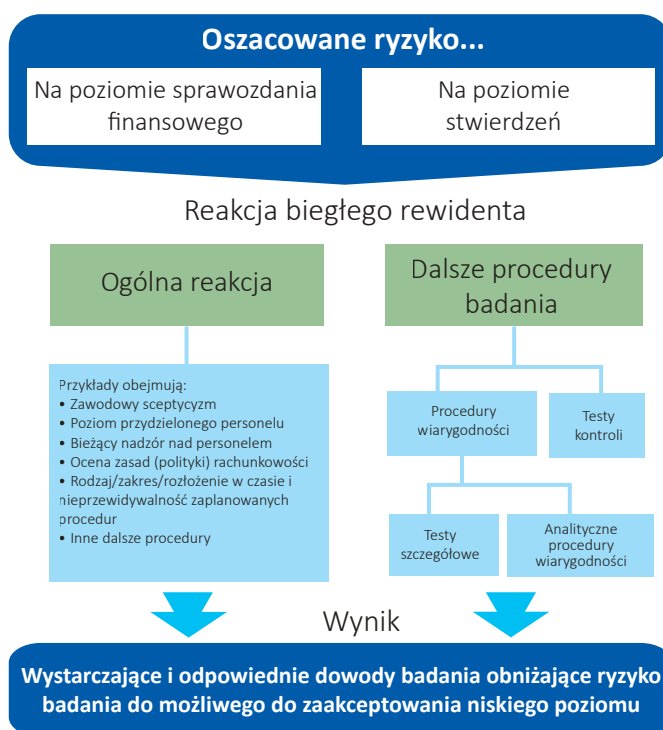 Oszacowane ryzyko...
Na poziomie sprawozdania
finansowego
Na poziomie
stwierdzeń
Reakcja biegłego rewidenta
Ogólna reakcja
Dalsze procedury
badania
Przykłady obejmują:
• Zawodowy sceptycyzm
• Poziom przydzielonego personelu
• Bieżący nadzór nad personelem
• Ocena zasad (polityki) rachunkowości
• Rodzaj/zakres/rozłożenie w czasie i
nieprzewidywalność zaplanowanych
procedur
• Inne dalsze procedury
Procedury
wiarygodności
Testy
kontroli
Testy
szczegółowe
Analityczne
procedury
wiarygodności
Wynik
Wystarczające i odpowiednie dowody badania obniżające ryzyko
badania do możliwego do zaakceptowania niskiego poziomu